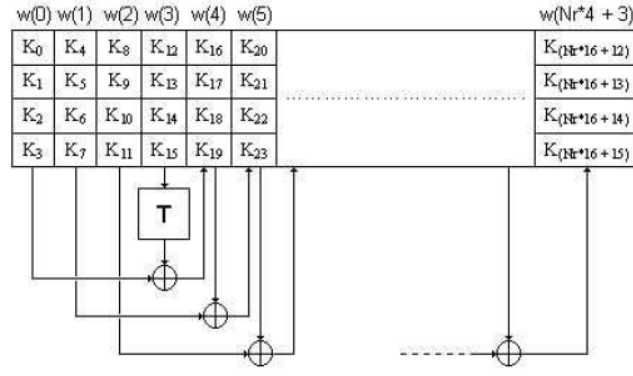 w(0) w(1) w(2) w(3) w(4) w(5) w(Nr*4 + 3)
K₀ K₄ K₈ K₁₂ K₁₆ K₂₀ K₍Nr*16 + 12₎
K₁ K₅ K₉ K₁₃ K₁₇ K₂₁ K₍Nr*16 + 13₎
K₂ K₆ K₁₀ K₁₄ K₁₈ K₂₂ K₍Nr*16 + 14₎
K₃ K₇ K₁₁ K₁₅ K₁₉ K₂₃ K₍Nr*16 + 15₎
T